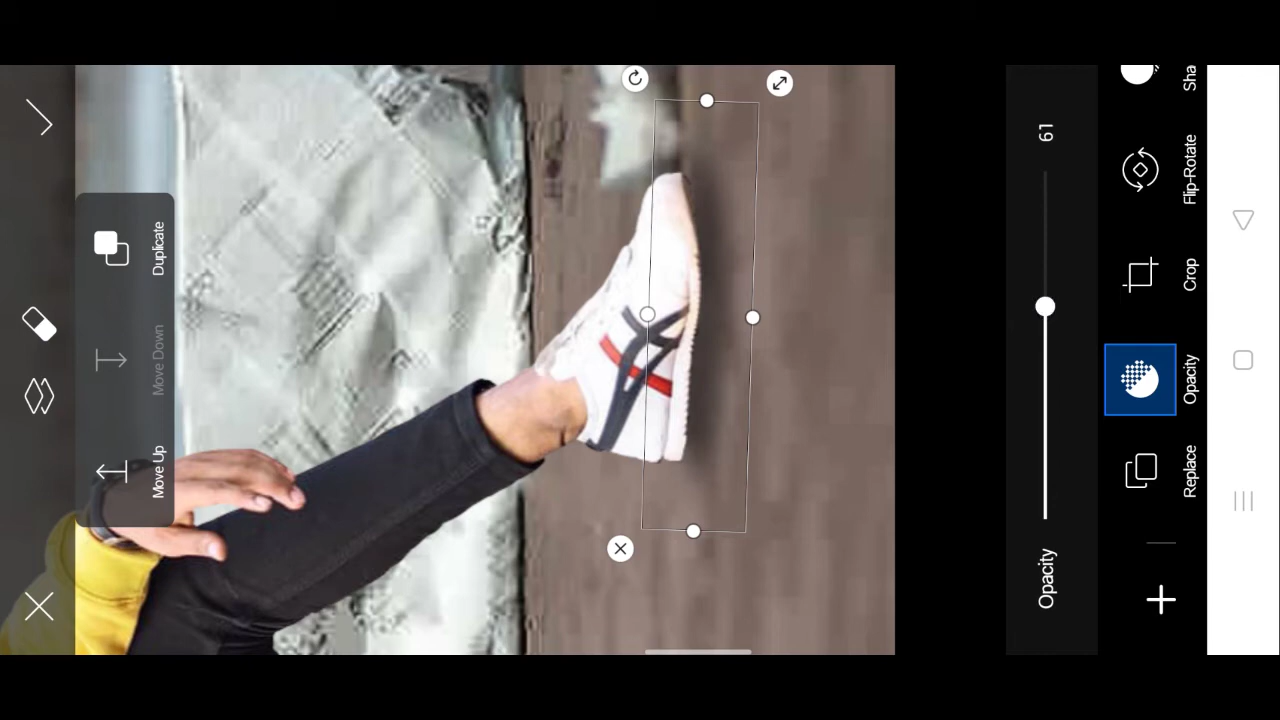 Duplicate
Move Down
Move Up
61
Opacity
Sha
Flip-Rotate
Crop
Opacity
Replace